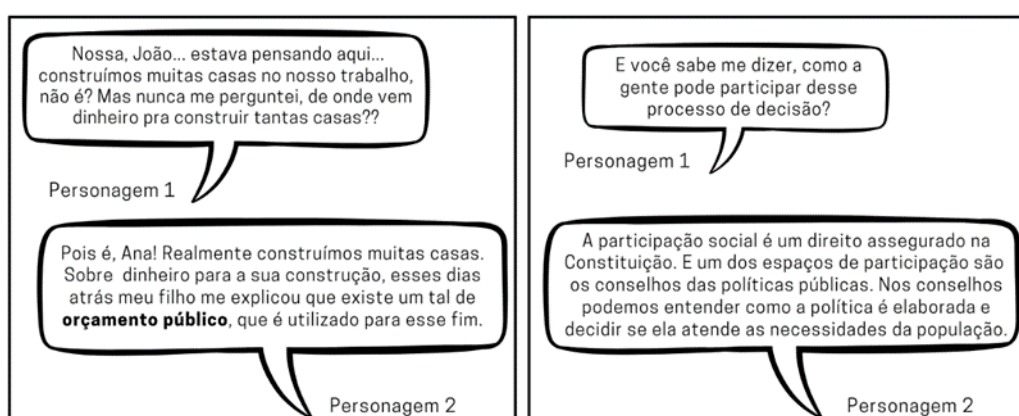 Nossa, João... estava pensando aqui...
construímos muitas casas no nosso trabalho,
não é? Mas nunca me perguntei, de onde vem
dinheiro pra construir tantas casas??
Personagem 1
Pois é, Ana! Realmente construímos muitas casas.
Sobre dinheiro para a sua construção, esses dias
atrás meu filho me explicou que existe um tal de
orçamento público, que é utilizado para esse fim.
Personagem 2
E você sabe me dizer, como a
gente pode participar desse
processo de decisão?
Personagem 1
A participação social é um direito assegurado na
Constituição. E um dos espaços de participação são
os conselhos das políticas públicas. Nos conselhos
podemos entender como a política é elaborada e
decidir se ela atende as necessidades da população.
Personagem 2